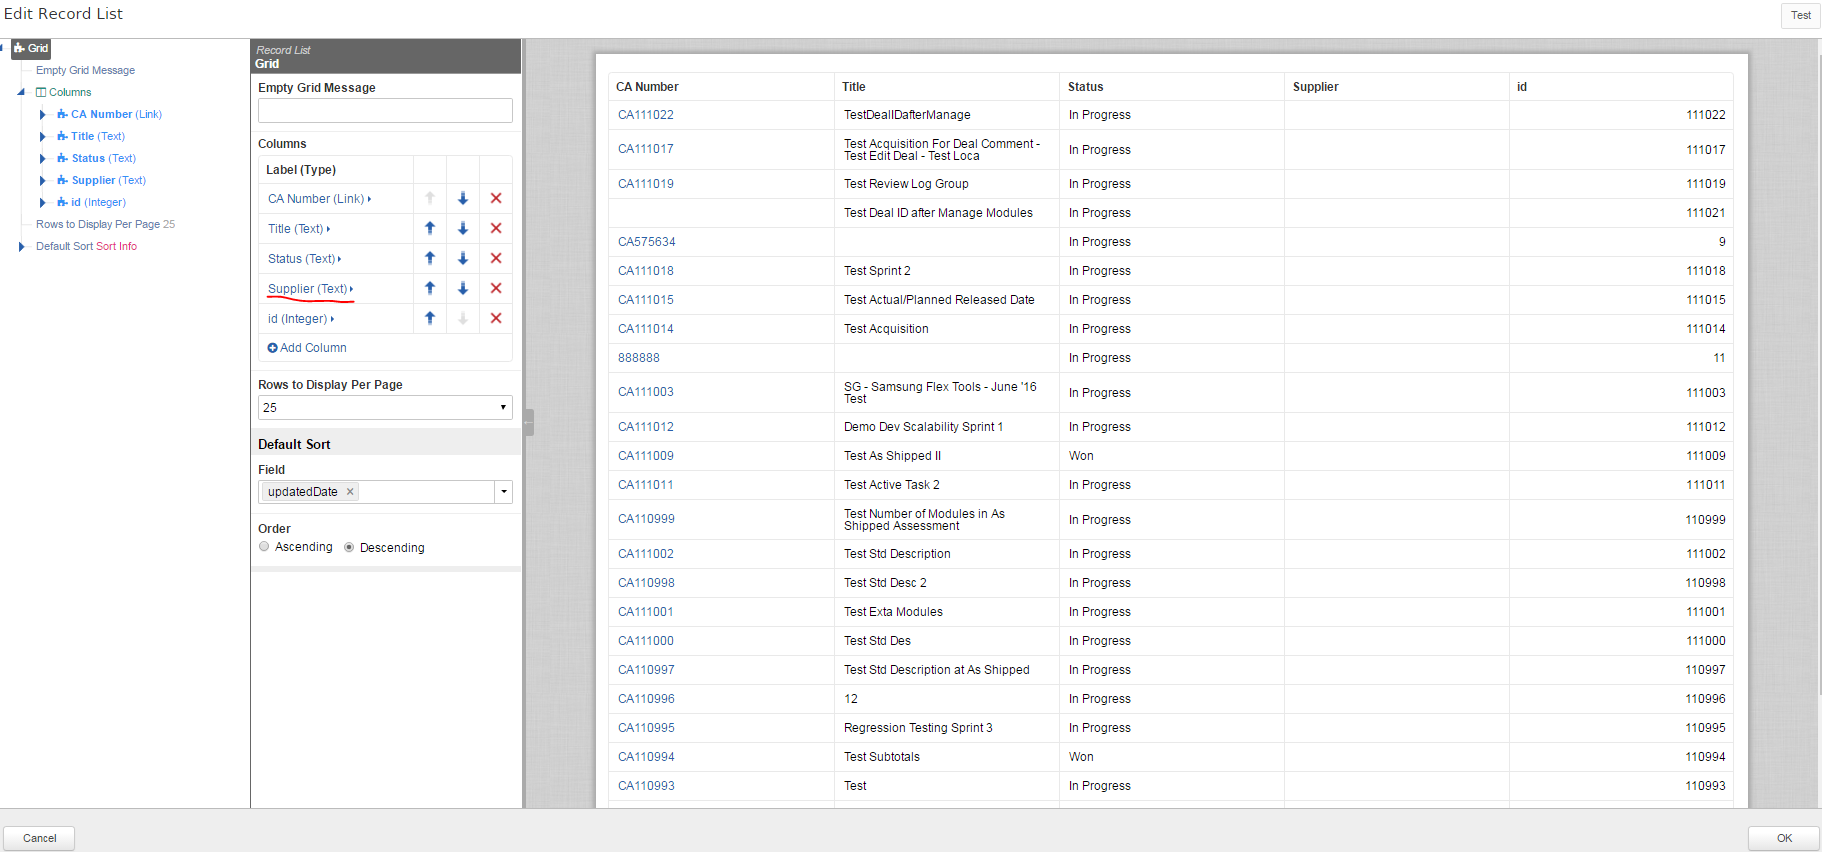 Edit Record List
Test
Grid
Empty Grid Message
Columns
CA Number (Link)
Title (Text)
Status (Text)
Supplier (Text)
id (Integer)
Rows to Display Per Page 25
Default Sort Sort Info
Record List
Grid
Empty Grid Message
Columns
Label (Type)
CA Number (Link)
Title (Text)
Status (Text)
Supplier (Text)
id (Integer)
Add Column
Rows to Display Per Page
25
Default Sort
Field
updatedDate ×
Order
Ascending Descending
CA Number Title Status Supplier id
CA111022 TestDealIDafterManage In Progress 111022
CA111017 Test Acquisition For Deal Comment - In Progress 111017
Test Edit Deal - Test Loca
CA111019 Test Review Log Group In Progress 111019
Test Deal ID after Manage Modules In Progress 111021
CA575634 In Progress 9
CA111018 Test Sprint 2 In Progress 111018
CA111015 Test Actual/Planned Released Date In Progress 111015
CA111014 Test Acquisition In Progress 111014
888888 In Progress 11
CA111003 SG - Samsung Flex Tools - June '16 In Progress 111003
Test
CA111012 Demo Dev Scalability Sprint 1 In Progress 111012
CA111009 Test As Shipped II Won 111009
CA111011 Test Active Task 2 In Progress 111011
CA110999 Test Number of Modules in As In Progress 110999
Shipped Assessment
CA111002 Test Std Description In Progress 111002
CA110998 Test Std Desc 2 In Progress 110998
CA111001 Test Exta Modules In Progress 111001
CA111000 Test Std Des In Progress 111000
CA110997 Test Std Description at As Shipped In Progress 110997
CA110996 12 In Progress 110996
CA110995 Regression Testing Sprint 3 In Progress 110995
CA110994 Test Subtotals Won 110994
CA110993 Test In Progress 110993
Cancel
OK